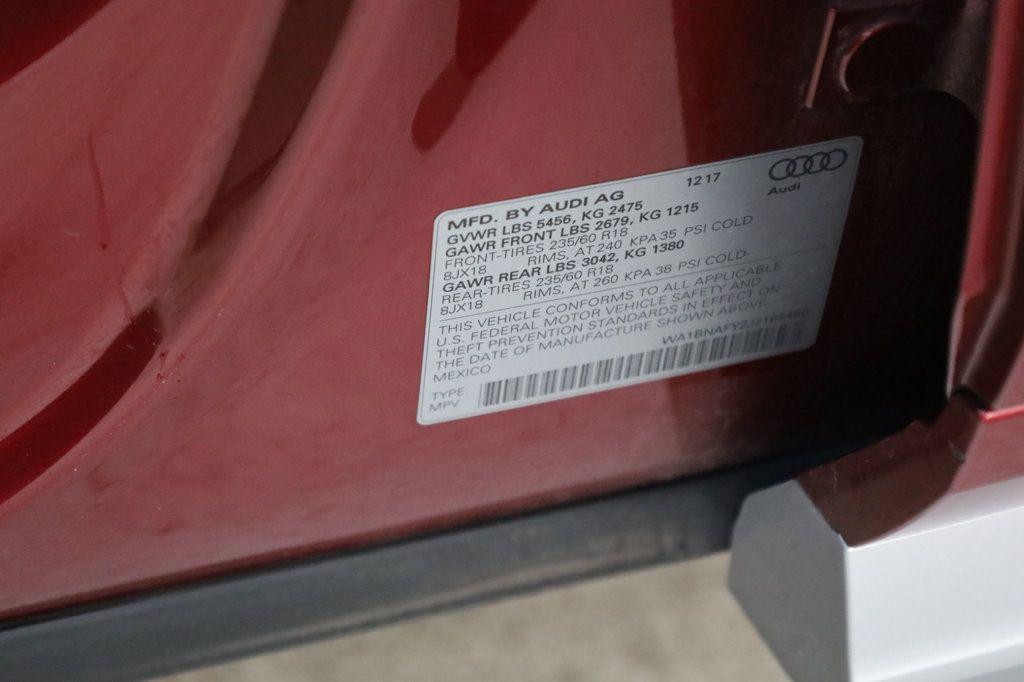 12 17
Audi
MFD. BY AUDI AG
GVWR LBS 5456, KG 2475
GAWR FRONT LBS 2679, KG 1215
FRONT-TIRES 235/60 R18
8JX18 RIMS, AT 240 KPA 35 PSI COLD
GAWR REAR LBS 3042, KG 1380
REAR-TIRES 235/60 R18
8JX18 RIMS, AT 260 KPA 38 PSI COLD
THIS VEHICLE CONFORMS TO ALL APPLICABLE
U.S. FEDERAL MOTOR VEHICLE SAFETY AND
THEFT PREVENTION STANDARDS IN EFFECT ON
THE DATE OF MANUFACTURE SHOWN ABOVE.
MEXICO
TYPE:
MPV